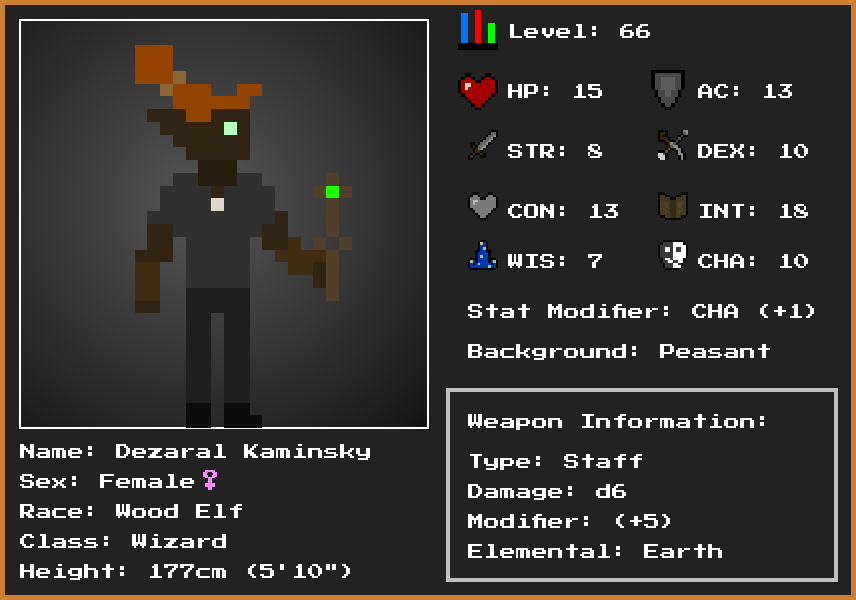 Level: 66
HP: 15 AC: 13
STR: 8 DEX: 10
CON: 13 INT: 18
WIS: 7 CHA: 10
Stat Modifier: CHA (+1)
Background: Peasant
Weapon Information:
Type: Staff
Damage: d6
Modifier: (+5)
Elemental: Earth
Name: Dezaral Kaminsky
Sex: Female♀
Race: Wood Elf
Class: Wizard
Height: 177cm (5'10")